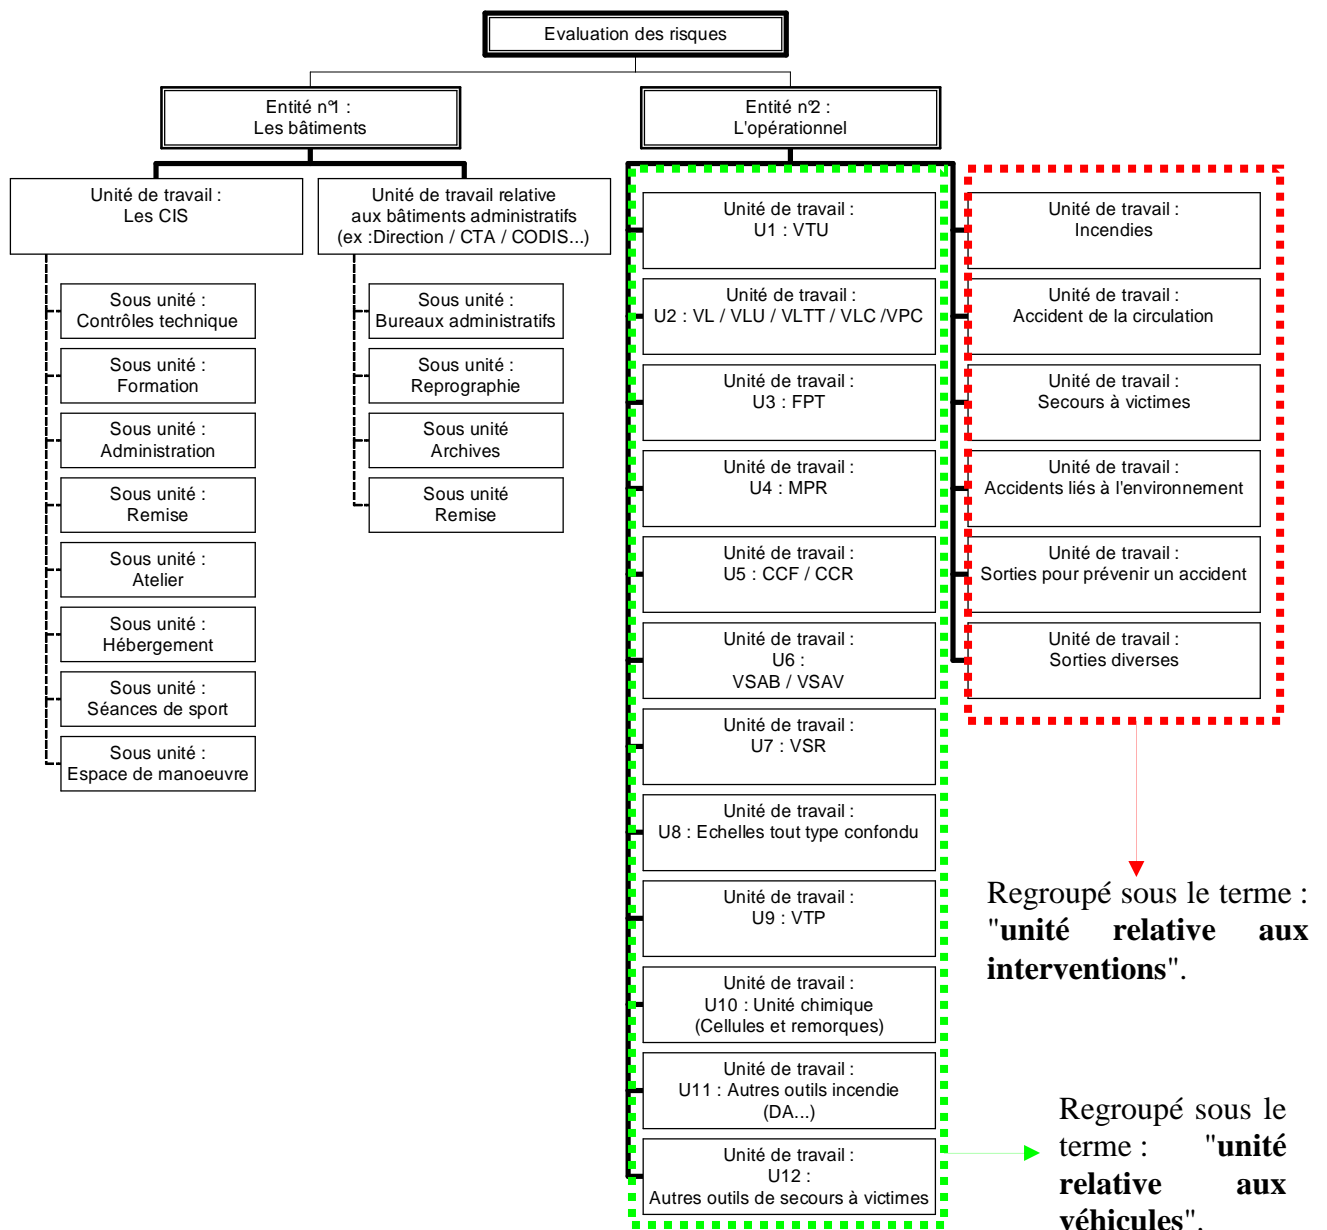 Evaluation des risques
Entité n°1 :
Les bâtiments
Entité n°2 :
L'opérationnel
Unité de travail :
Les CIS
Sous unité :
Contrôles technique
Sous unité :
Formation
Sous unité :
Administration
Sous unité :
Remise
Sous unité :
Atelier
Sous unité :
Hébergement
Sous unité :
Séances de sport
Sous unité :
Espace de manoeuvre
Unité de travail relative
aux bâtiments administratifs
(ex :Direction / CTA / CODIS...)
Sous unité :
Bureaux administratifs
Sous unité :
Reprographie
Sous unité
Archives
Sous unité
Remise
Unité de travail :
U1 : VTU
Unité de travail :
U2 : VL / VLU / VLTT / VLC /VPC
Unité de travail :
U3 : FPT
Unité de travail :
U4 : MPR
Unité de travail :
U5 : CCF / CCR
Unité de travail :
U6 :
VSAB / VSAV
Unité de travail :
U7 : VSR
Unité de travail :
U8 : Echelles tout type confondu
Unité de travail :
U9 : VTP
Unité de travail :
U10 : Unité chimique
(Cellules et remorques)
Unité de travail :
U11 : Autres outils incendie
(DA...)
Unité de travail :
U12 :
Autres outils de secours à victimes
Unité de travail :
Incendies
Unité de travail :
Accident de la circulation
Unité de travail :
Secours à victimes
Unité de travail :
Accidents liés à l'environnement
Unité de travail :
Sorties pour prévenir un accident
Unité de travail :
Sorties diverses
Regroupé sous le terme :
"unité relative aux
interventions".
Regroupé sous le
terme : "unité
relative aux
véhicules".